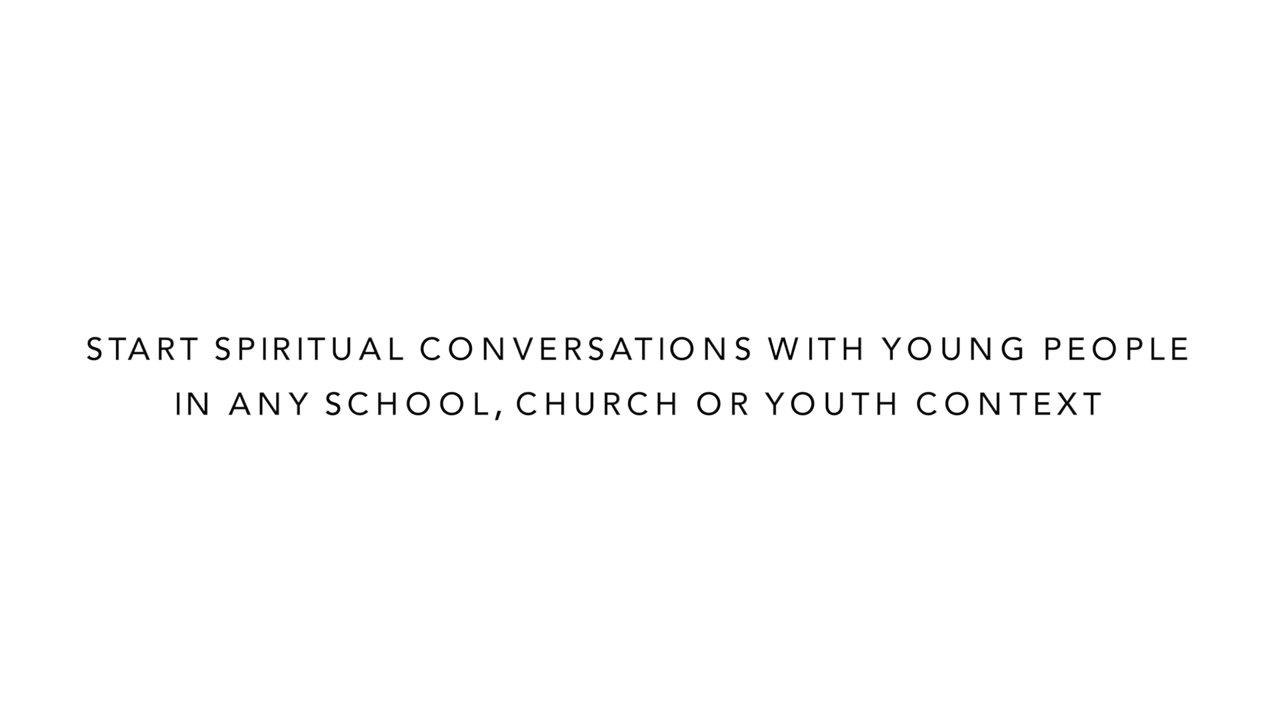 START SPIRITUAL CONVERSATIONS WITH YOUNG PEOPLE
IN ANY SCHOOL, CHURCH OR YOUTH CONTEXT